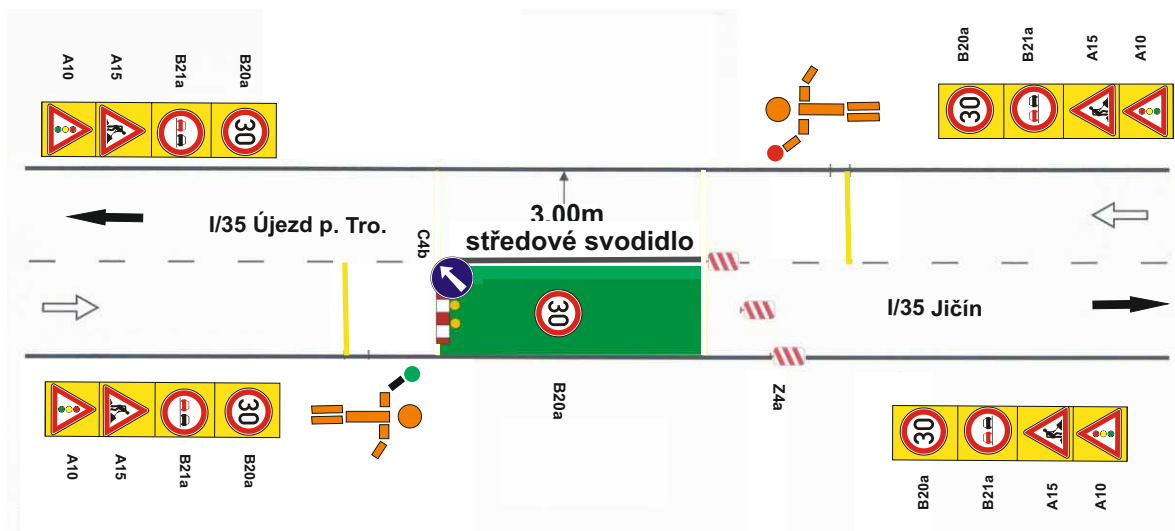 A10
A15
B21a
B20a
B20a
B21a
A15
A10
30
30
3.00m
I/35 Újezd p. Tro.
C4b
středové svodidlo
30
I/35 Jičín
B20a
Z4a
30
30
A10
A15
B21a
B20a
B20a
B21a
A15
A10